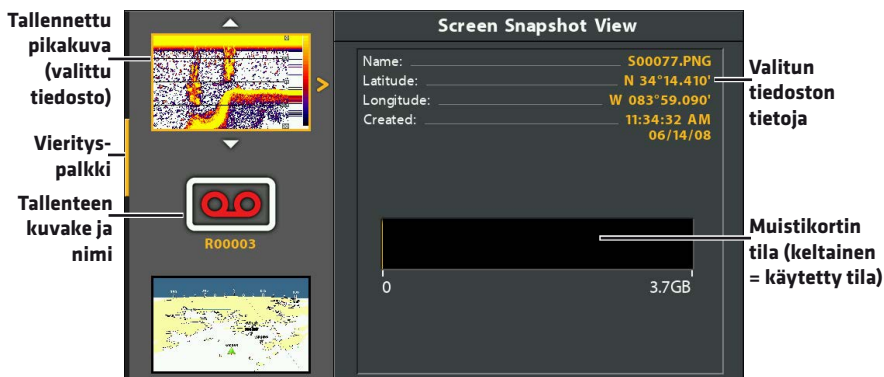 Tallennettu
pikakuva
(valittu
tiedosto)
Vieritys-
palkki
Tallenteen
kuvake ja
nimi
R00003
Screen Snapshot View
Name: S00077.PNG
Latitude: N 34°14.410'
Longitude: W 083°59.090'
Created: 11:34:32 AM
06/14/08
0 3.7GB
Valitun
tiedoston
tietoja
Muistikortin
tila (keltainen
= käytetty tila)